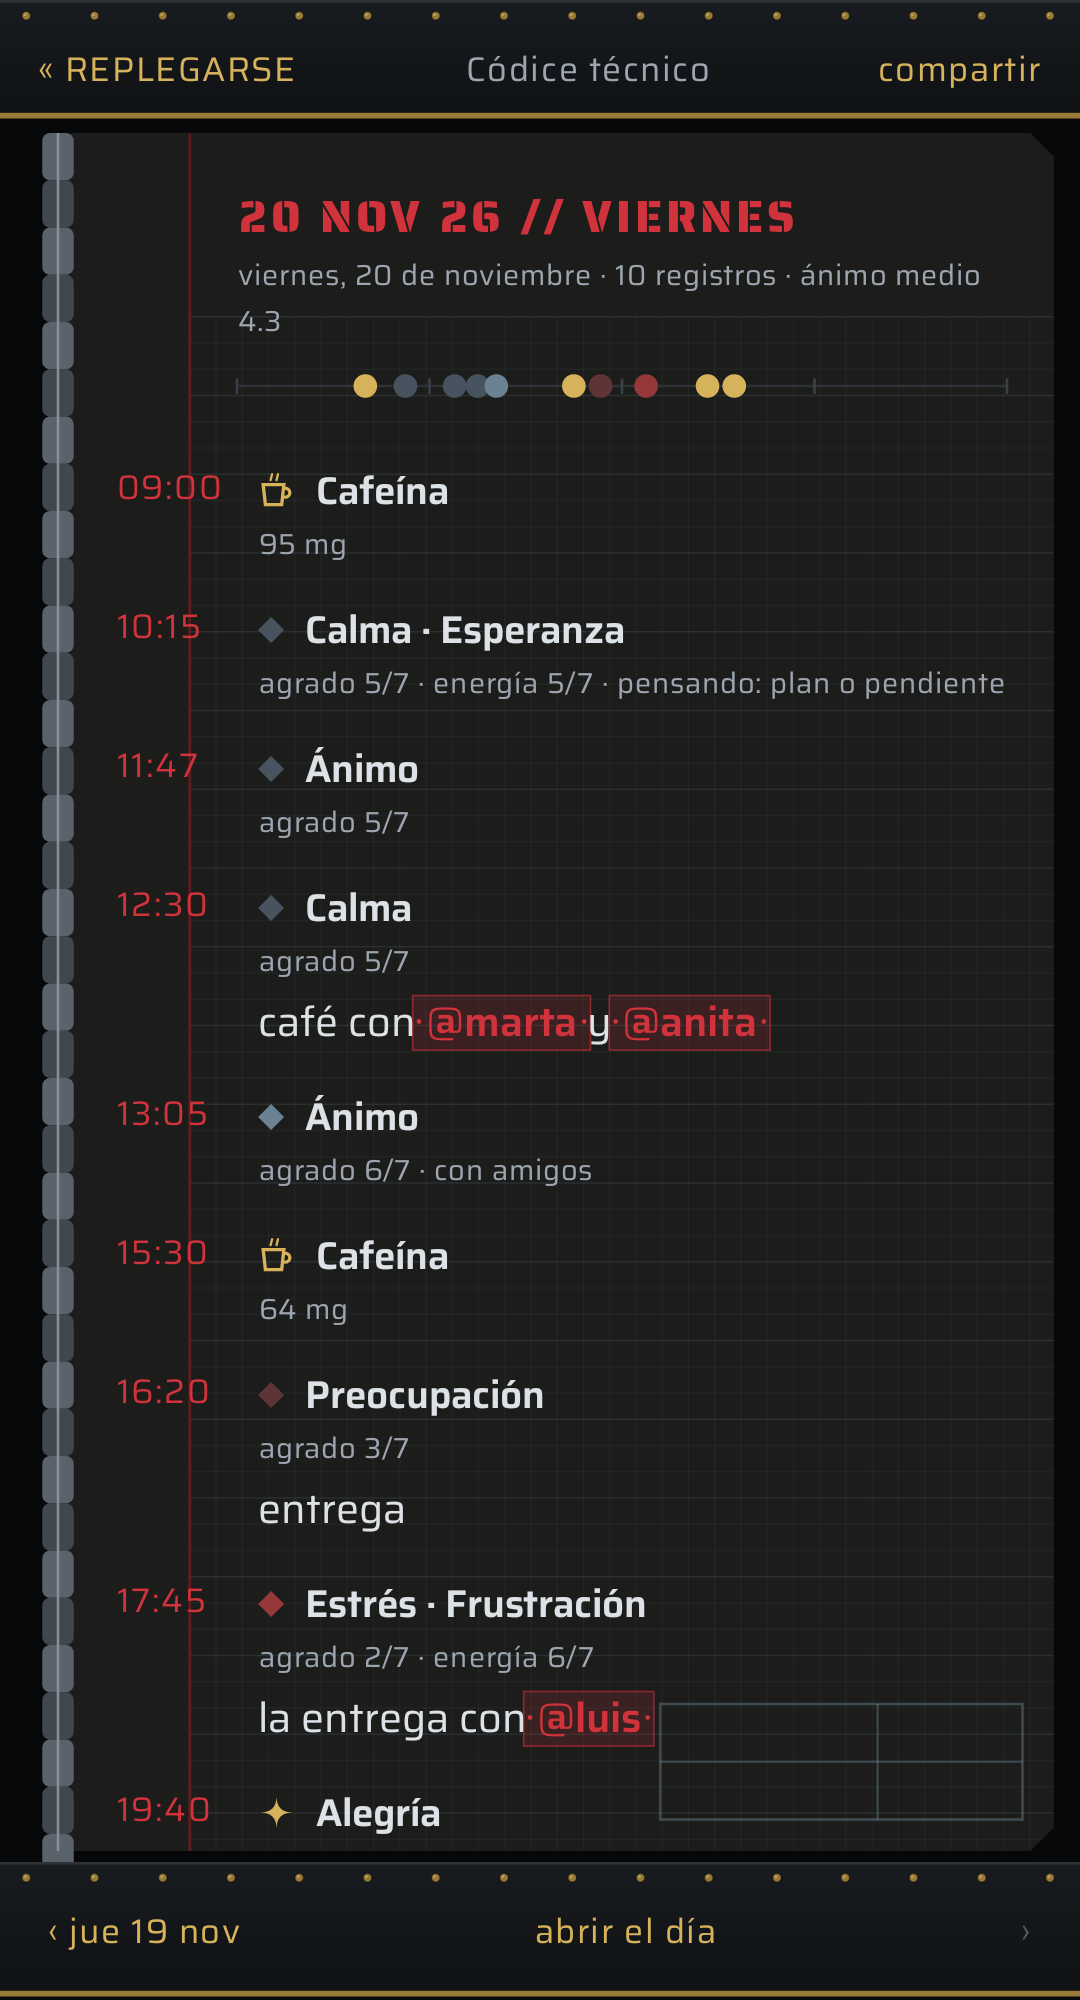 « REPLEGARSE Códice técnico compartir
20 NOV 26 // VIERNES
viernes, 20 de noviembre · 10 registros · ánimo medio
4.3
09:00 Cafeína
95 mg
10:15 Calma · Esperanza
agrado 5/7 · energía 5/7 · pensando: plan o pendiente
11:47 Ánimo
agrado 5/7
12:30 Calma
agrado 5/7
café con ·@marta· y ·@anita·
13:05 Ánimo
agrado 6/7 · con amigos
15:30 Cafeína
64 mg
16:20 Preocupación
agrado 3/7
entrega
17:45 Estrés · Frustración
agrado 2/7 · energía 6/7
la entrega con ·@luis·
19:40 Alegría
‹ jue 19 nov abrir el día ›